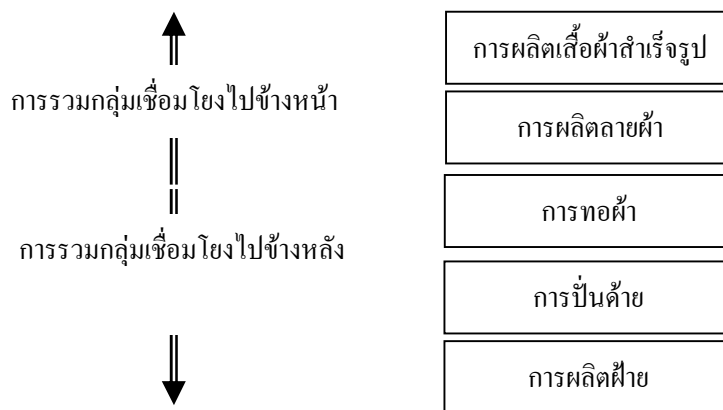 การผลิตเสื้อผ้าสำเร็จรูป
การรวมกลุ่มเชื่อมโยงไปข้างหน้า
การผลิตลายผ้า
การทอผ้า
การรวมกลุ่มเชื่อมโยงไปข้างหลัง
การปั่นด้าย
การผลิตฝ้าย